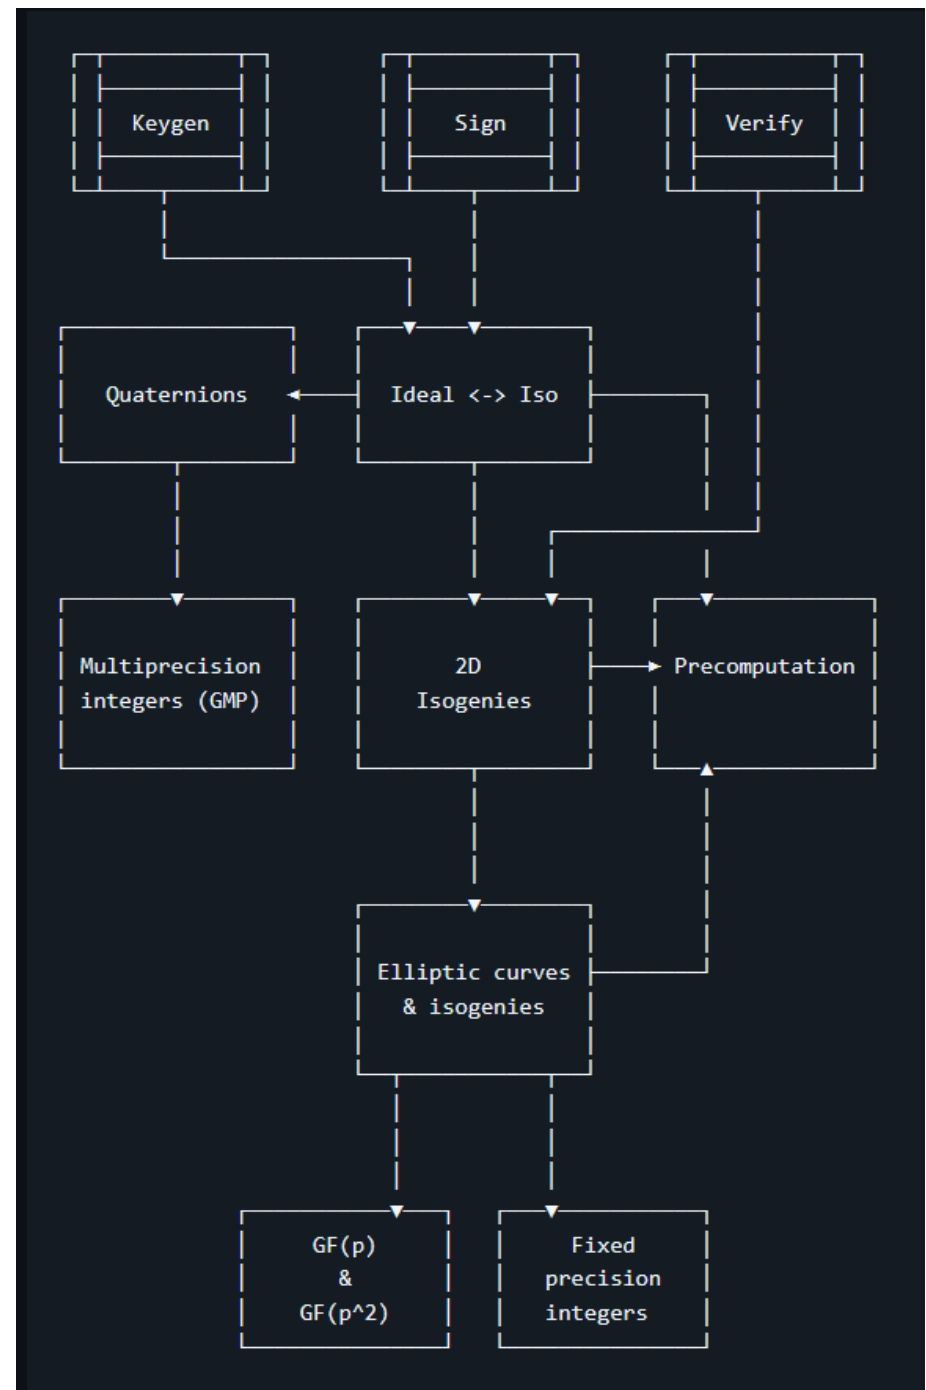 Keygen
Sign
Verify
Quaternions
Ideal <-> Iso
Multiprecision
integers (GMP)
2D
Isogenies
Precomputation
Elliptic curves
& isogenies
GF(p)
&
GF(p^2)
Fixed
precision
integers